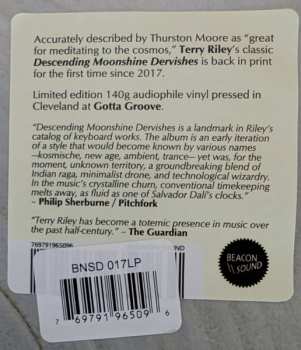 Accurately described by Thurston Moore as "great
for meditating to the cosmos," Terry Riley's classic
Descending Moonshine Dervishes is back in print
for the first time since 2017.
Limited edition 140g audiophile vinyl pressed in
Cleveland at Gotta Groove.
"Descending Moonshine Dervishes is a landmark in Riley's
catalog of keyboard works. The album is an early iteration
of a style that would become known by various names
—kosmische, new age, ambient, trance— yet was, for the
moment, unknown territory, a groundbreaking blend of
Indian raga, minimalist drone, and technological wizardry.
In the music's crystalline churn, conventional timekeeping
melts away, as fluid as one of Salvador Dalí's clocks."
– Philip Sherburne / Pitchfork
"Terry Riley has become a totemic presence in music over
the past half-century." – The Guardian
769791965096
ND
BEACON
SOUND
BNSD 017LP
7 69791 96509 6